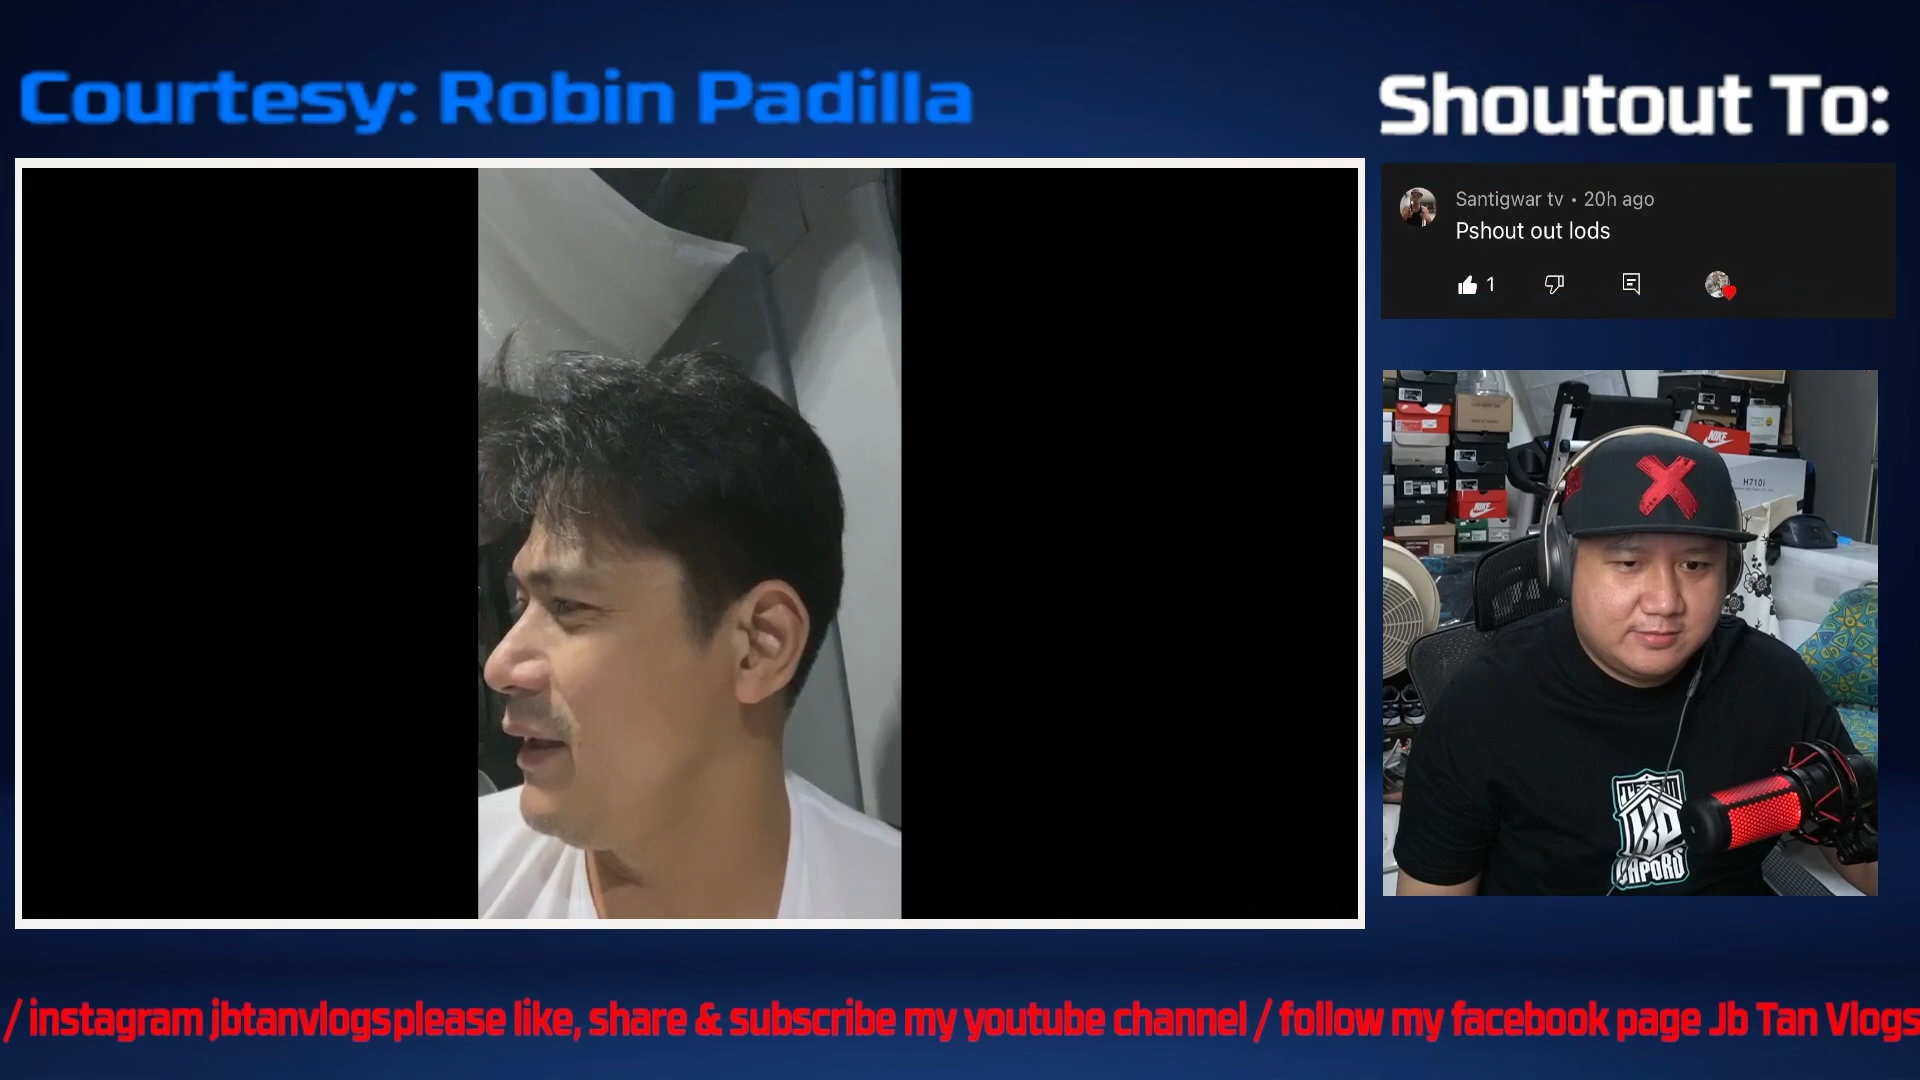 Courtesy: Robin Padilla
Shoutout To:
Santigwar tv • 20h ago
Pshout out lods
1
NIKE
H710i
NIKE
/ instagram jbtanvlogsplease like, share & subscribe my youtube channel / follow my facebook page Jb Tan Vlogs